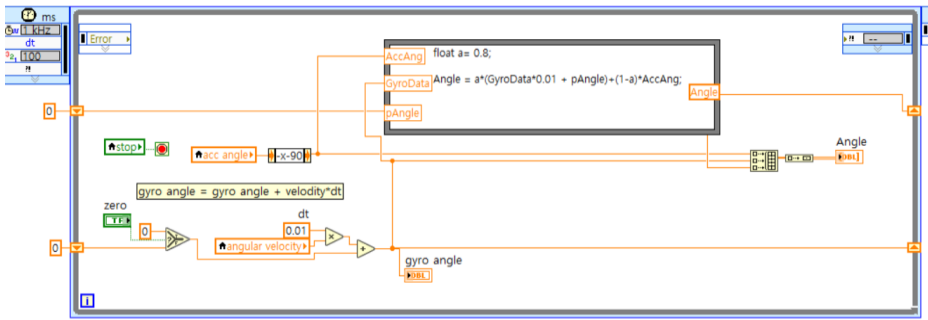 ms
1 kHz
dt
100
Error
--
AccAng
float a= 0.8;
GyroData
Angle = a*(GyroData*0.01 + pAngle)+(1-a)*AccAng;
Angle
pAngle
0
stop
acc angle
-x-90
Angle
DBL
gyro angle = gyro angle + velodity*dt
zero
TF
0
dt
0.01
x
angular velocity
+
0
gyro angle
DBL
i